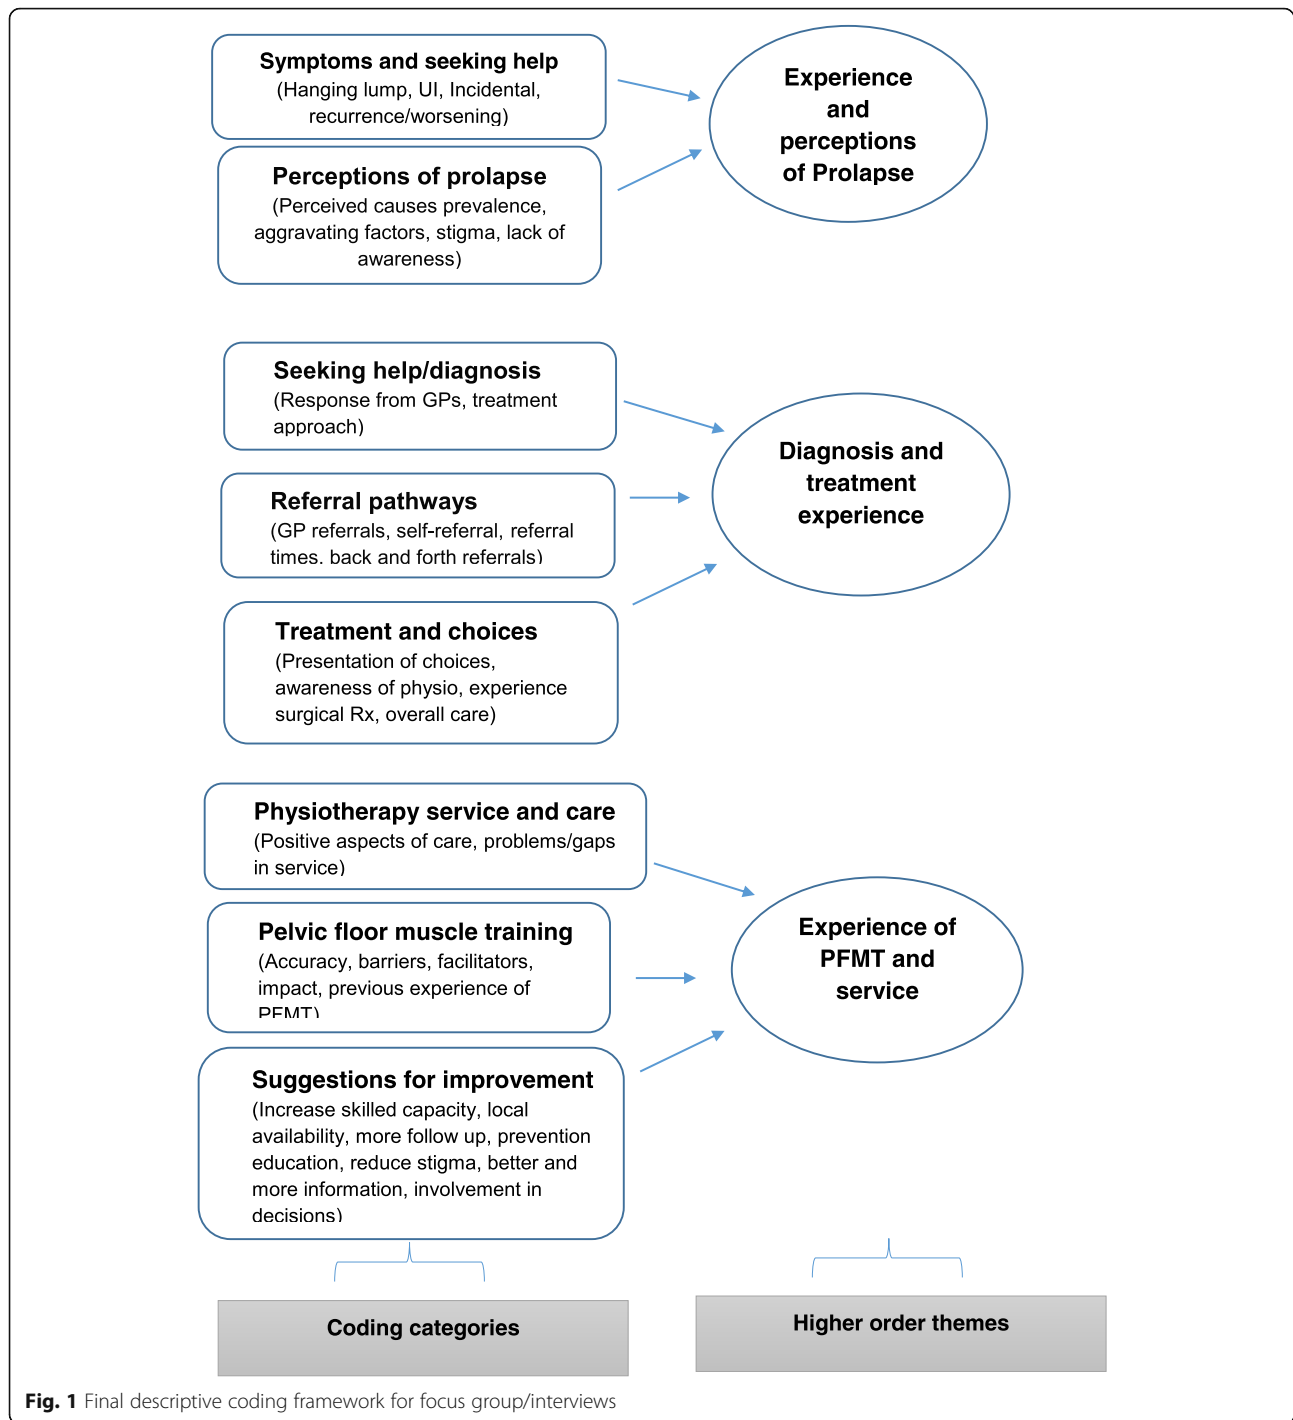 Symptoms and seeking help
(Hanging lump, UI, Incidental,
recurrence/worsening)
Experience
and
perceptions
of Prolapse
Perceptions of prolapse
(Perceived causes prevalence,
aggravating factors, stigma, lack of
awareness)
Seeking help/diagnosis
(Response from GPs, treatment
approach)
Diagnosis and
treatment
experience
Referral pathways
(GP referrals, self-referral, referral
times, back and forth referrals)
Treatment and choices
(Presentation of choices,
awareness of physio, experience
surgical Rx, overall care)
Physiotherapy service and care
(Positive aspects of care, problems/gaps
in service)
Experience of
PFMT and
service
Pelvic floor muscle training
(Accuracy, barriers, facilitators,
impact, previous experience of
PFMT)
Suggestions for improvement
(Increase skilled capacity, local
availability, more follow up, prevention
education, reduce stigma, better and
more information, involvement in
decisions)
Coding categories
Higher order themes
Fig. 1 Final descriptive coding framework for focus group/interviews